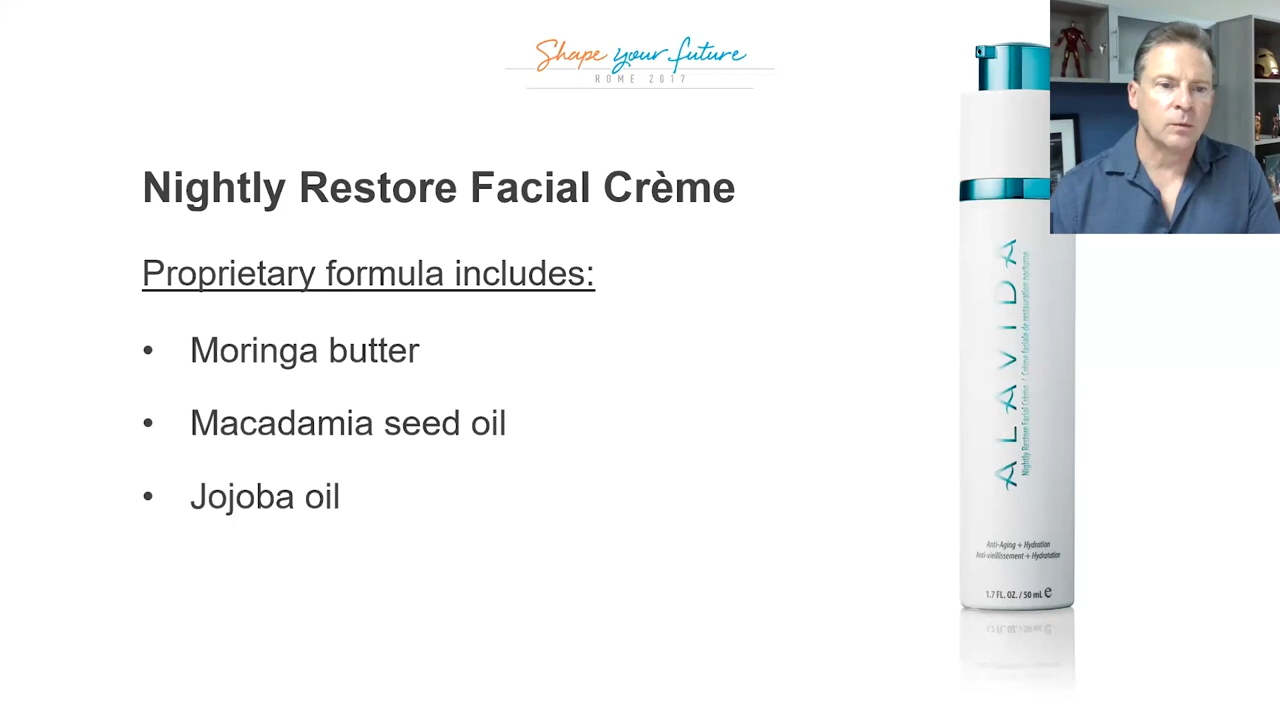 Shape your future
ROME 2017
Nightly Restore Facial Crème
Proprietary formula includes:
• Moringa butter
• Macadamia seed oil
• Jojoba oil
ALAVIDA
Nightly Restore Facial Crème / Crème faciale de restauration nocturne
Anti-Aging + Hydration
Anti-vieillissement + Hydratation
1.7 FL. OZ. / 50 mL e